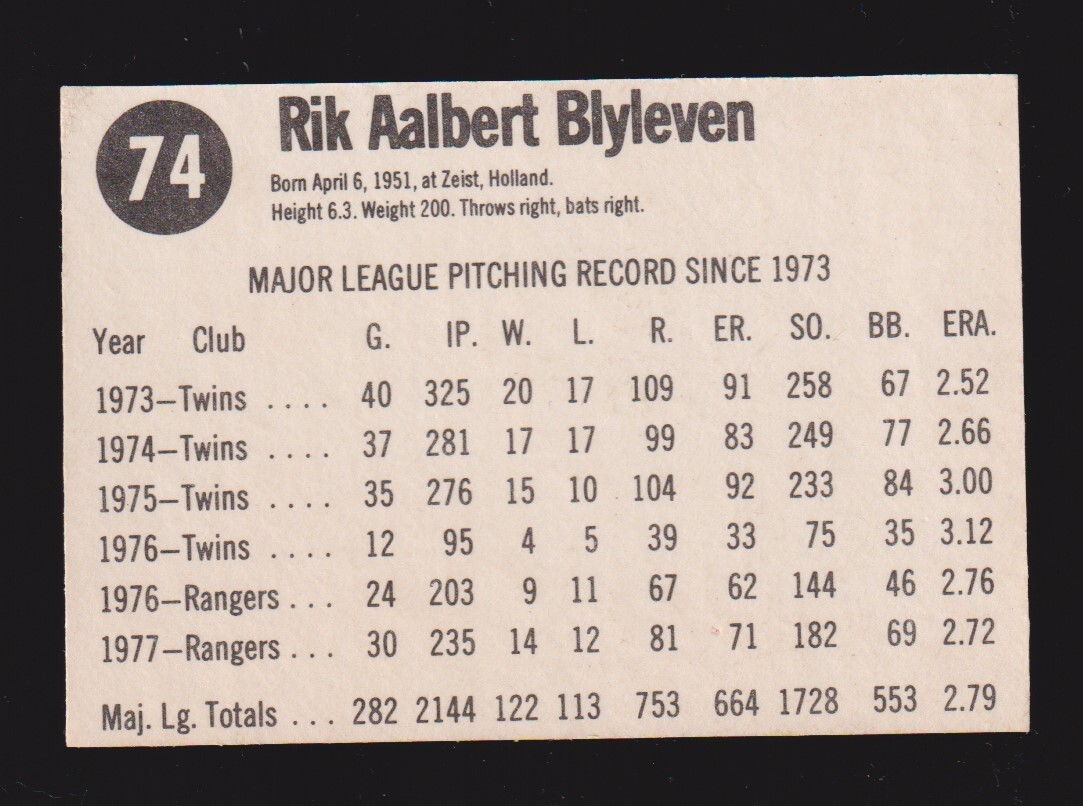 74
Rik Aalbert Blyleven
Born April 6, 1951, at Zeist, Holland.
Height 6.3. Weight 200. Throws right, bats right.
MAJOR LEAGUE PITCHING RECORD SINCE 1973
Year Club G. IP. W. L. R. ER. SO. BB. ERA.
1973—Twins .... 40 325 20 17 109 91 258 67 2.52
1974—Twins .... 37 281 17 17 99 83 249 77 2.66
1975—Twins .... 35 276 15 10 104 92 233 84 3.00
1976—Twins .... 12 95 4 5 39 33 75 35 3.12
1976—Rangers ... 24 203 9 11 67 62 144 46 2.76
1977—Rangers ... 30 235 14 12 81 71 182 69 2.72
Maj. Lg. Totals ... 282 2144 122 113 753 664 1728 553 2.79